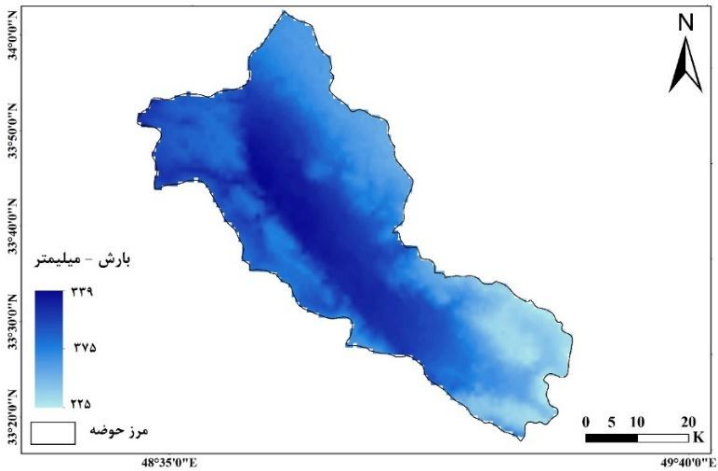 N
34°0'0"N
33°50'0"N
33°40'0"N
33°30'0"N
33°20'0"N
بارش - میلیمتر
۳۳۹
۳۷۵
۲۲۵
مرز حوضه
0 5 10 20
K
48°35'0"E
49°40'0"E